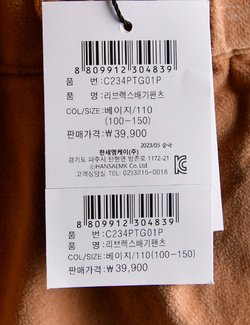 8 809912 304839
품 번:C234PTG01P
품 명:리브렉스배기팬츠
COL/SIZE:베이지/110
(100-150)
판매가격:₩39,900
2023/05 중국
한세엠케이(주)
경기도 파주시 탄현면 방촌로 1172-21
ⓒHANSAEMK Co. Ltd
고객상담실 TEL: 0233215-0018
8 809912 304839
품 번:C234PTG01P
품 명:리브렉스배기팬츠
COL/SIZE:베이지/110(100-150)
판매가격:₩39,900